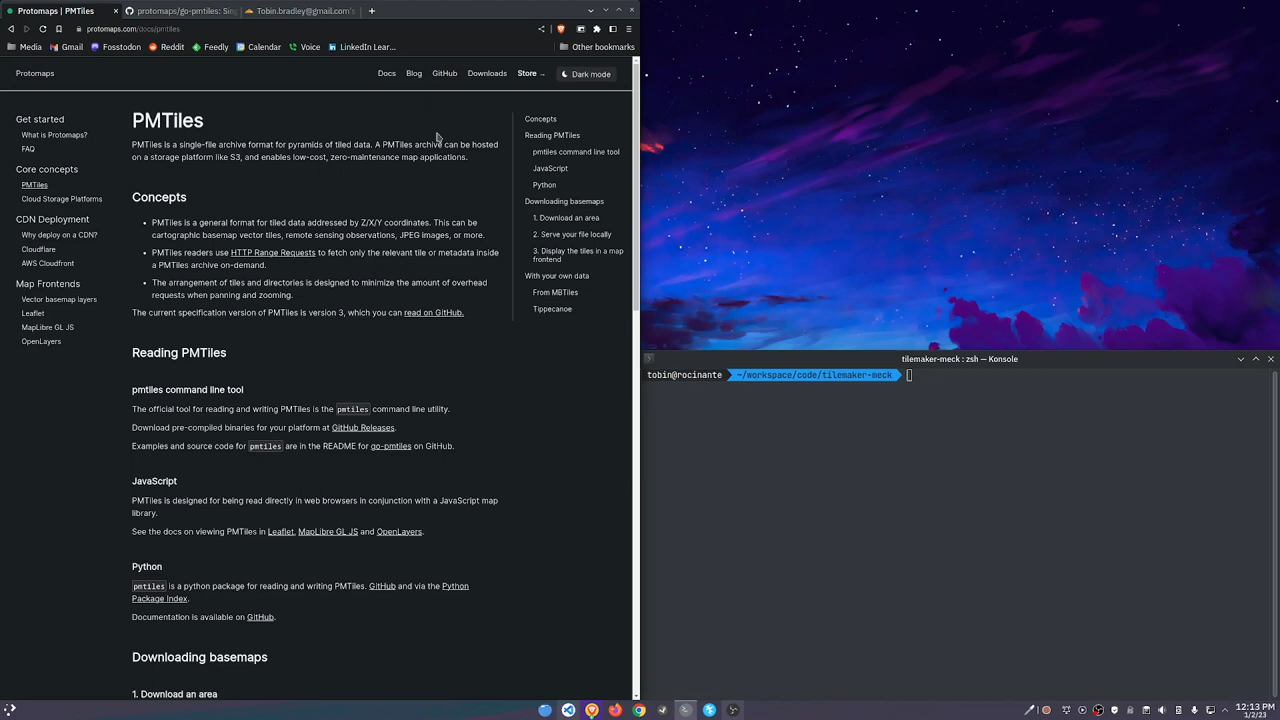 Protomaps | PMTiles
protomaps/go-pmtiles: Sing
Tobin.bradley@gmail.com's
protomaps.com/docs/pmtiles
Media
Gmail
Fosstodon
Reddit
Feedly
Calendar
Voice
LinkedIn Lear...
Other bookmarks
Protomaps
Docs
Blog
GitHub
Downloads
Store →
Dark mode
Get started
What is Protomaps?
FAQ
Core concepts
PMTiles
Cloud Storage Platforms
CDN Deployment
Why deploy on a CDN?
Cloudflare
AWS Cloudfront
Map Frontends
Vector basemap layers
Leaflet
MapLibre GL JS
OpenLayers
PMTiles
PMTiles is a single-file archive format for pyramids of tiled data. A PMTiles archive can be hosted
on a storage platform like S3, and enables low-cost, zero-maintenance map applications.
Concepts
• PMTiles is a general format for tiled data addressed by Z/X/Y coordinates. This can be
cartographic basemap vector tiles, remote sensing observations, JPEG images, or more.
• PMTiles readers use HTTP Range Requests to fetch only the relevant tile or metadata inside
a PMTiles archive on-demand.
• The arrangement of tiles and directories is designed to minimize the amount of overhead
requests when panning and zooming.
The current specification version of PMTiles is version 3, which you can read on GitHub.
Reading PMTiles
pmtiles command line tool
The official tool for reading and writing PMTiles is the pmtiles command line utility.
Download pre-compiled binaries for your platform at GitHub Releases.
Examples and source code for pmtiles are in the README for go-pmtiles on GitHub.
JavaScript
PMTiles is designed for being read directly in web browsers in conjunction with a JavaScript map
library.
See the docs on viewing PMTiles in Leaflet, MapLibre GL JS and OpenLayers.
Python
pmtiles is a python package for reading and writing PMTiles. GitHub and via the Python
Package Index.
Documentation is available on GitHub.
Downloading basemaps
1. Download an area
Concepts
Reading PMTiles
pmtiles command line tool
JavaScript
Python
Downloading basemaps
1. Download an area
2. Serve your file locally
3. Display the tiles in a map
frontend
With your own data
From MBTiles
Tippecanoe
tilemaker-meck : zsh — Konsole
tobin@rocinante ~/workspace/code/tilemaker-meck
12:13 PM
1/2/23